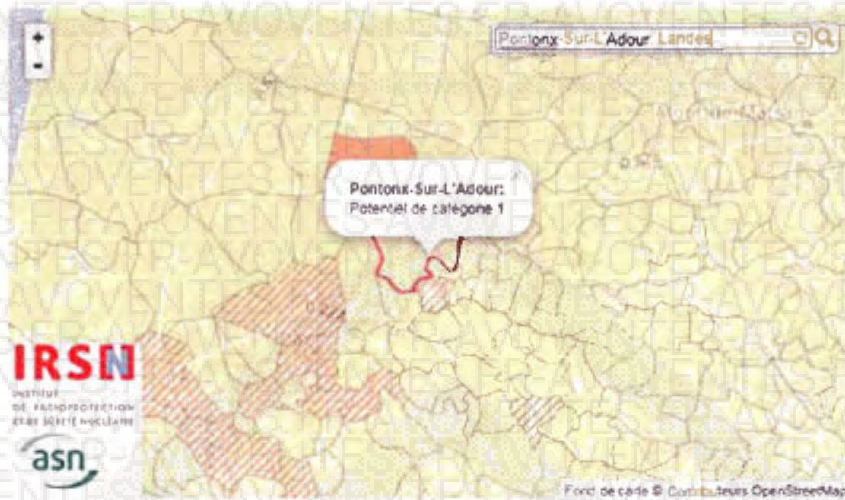 +
-
Pontonx-Sur-L'Adour Landes
Pontonx-Sur-L'Adour:
Potentiel de catégorie 1
IRSN
INSTITUT
DE RADIOPROTECTION
ET DE SÛRETÉ NUCLÉAIRE
asn
Fond de carte © Contributeurs OpenStreetMap